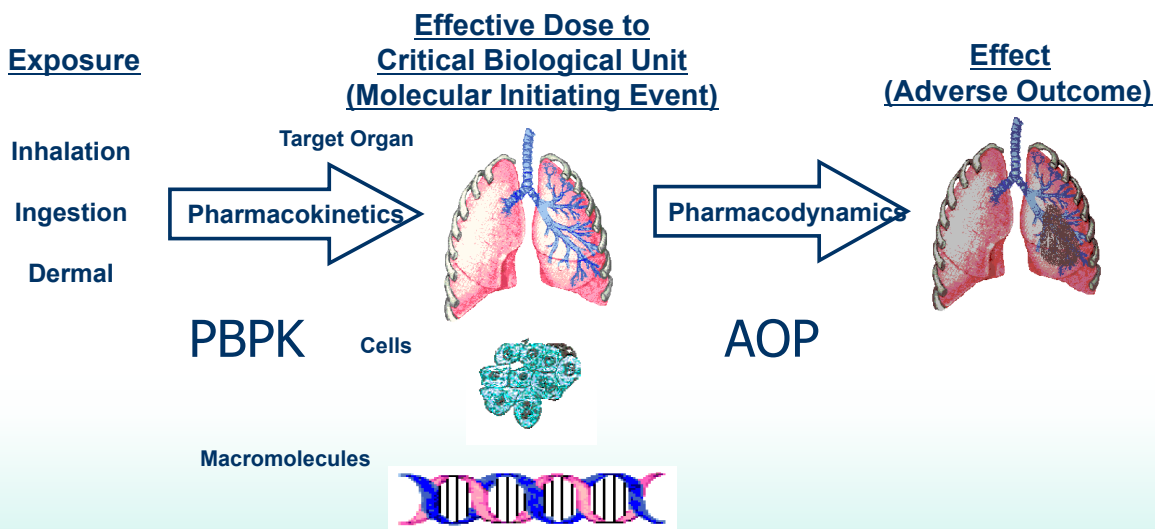 Exposure
Inhalation
Ingestion
Dermal
Effective Dose to
Critical Biological Unit
(Molecular Initiating Event)
Target Organ
Pharmacokinetics
PBPK
Cells
Macromolecules
Pharmacodynamics
AOP
Effect
(Adverse Outcome)